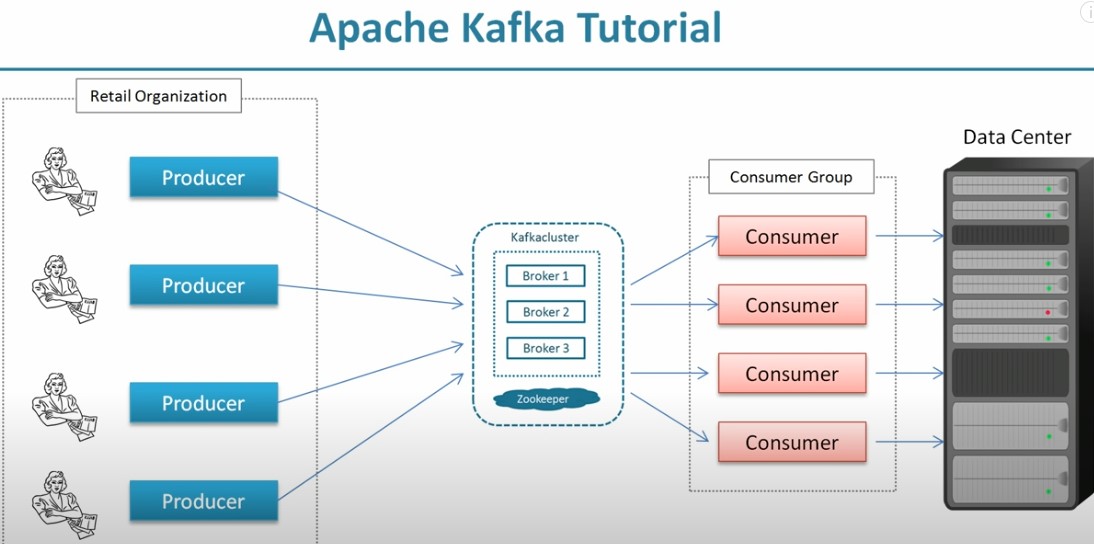 Apache Kafka Tutorial
Retail Organization
Producer
Producer
Producer
Producer
Kafkacluster
Broker 1
Broker 2
Broker 3
Zookeeper
Consumer Group
Consumer
Consumer
Consumer
Consumer
Data Center